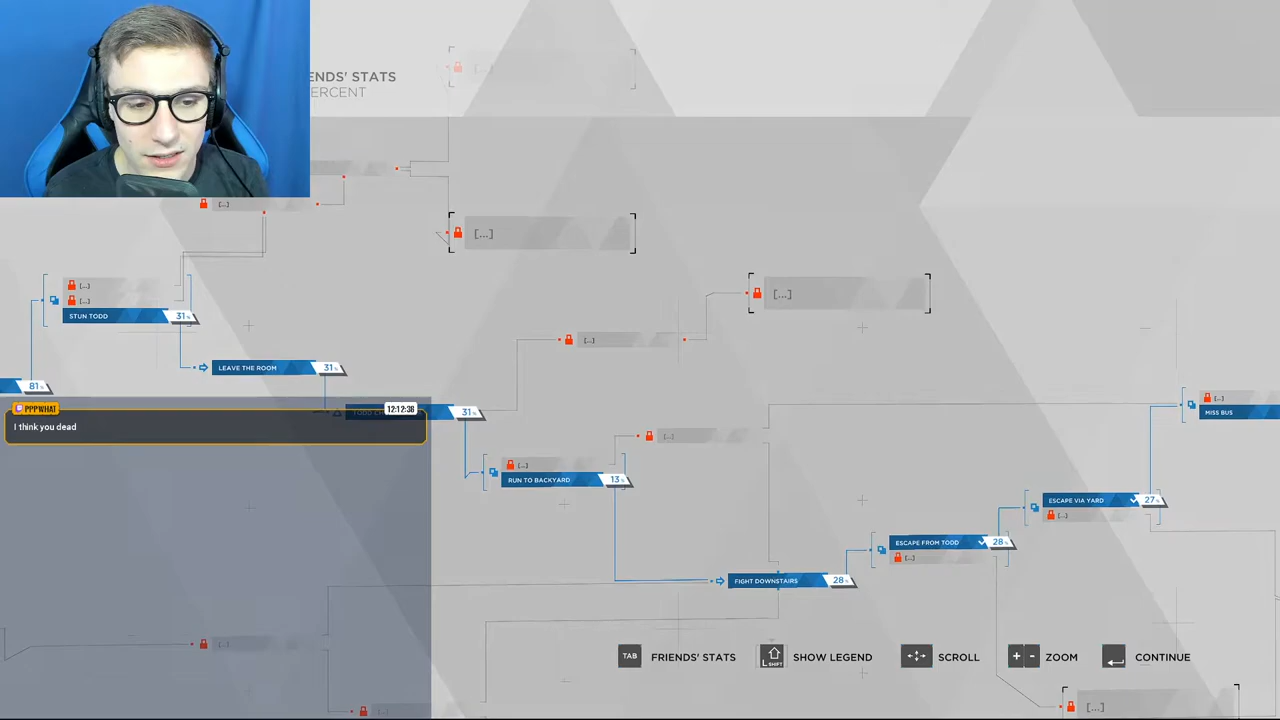 ENDS' STATS
ERCENT
[...]
[...]
[...]
[...]
[...]
STUN TODD
31%
[...]
[...]
LEAVE THE ROOM
31%
81%
PPPWHAT
12:12:38
I think you dead
31%
[...]
MISS BUS
[...]
[...]
RUN TO BACKYARD
13%
ESCAPE VIA YARD
27%
[...]
ESCAPE FROM TODD
28%
[...]
FIGHT DOWNSTAIRS
28%
[...]
TAB
FRIENDS' STATS
L SHIFT
SHOW LEGEND
SCROLL
+ -
ZOOM
CONTINUE
[...]
[...]